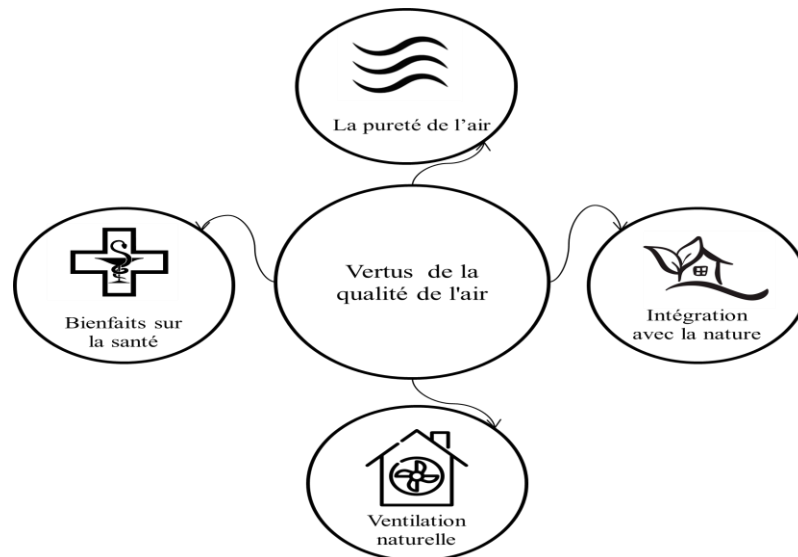 La pureté de l’air
Vertus de la
qualité de l'air
Bienfaits sur
la santé
Intégration
avec la nature
Ventilation
naturelle